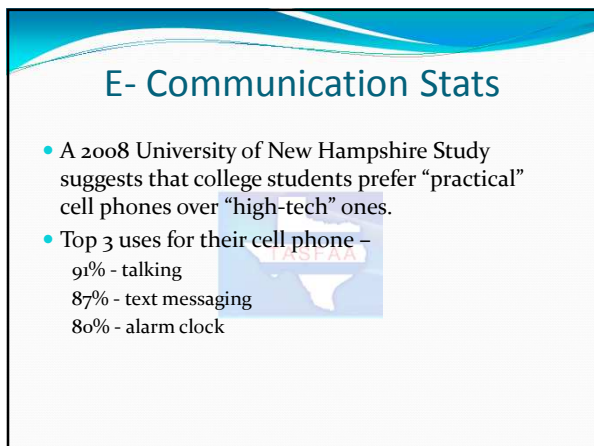 E- Communication Stats
• A 2008 University of New Hampshire Study
suggests that college students prefer “practical”
cell phones over “high-tech” ones.
• Top 3 uses for their cell phone –
TASFAA
91% - talking
87% - text messaging
80% - alarm clock